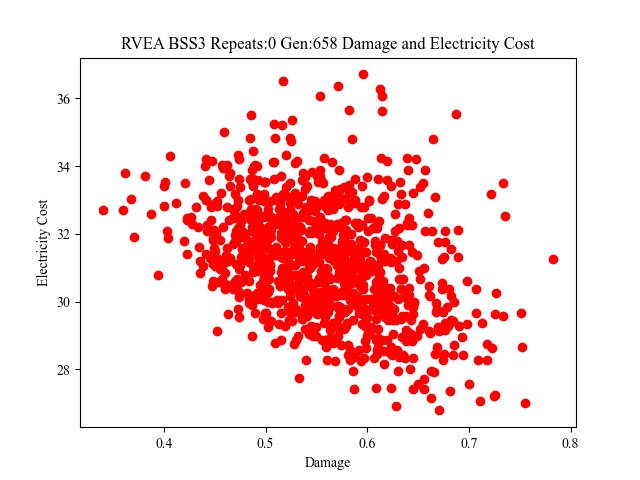 RVEA BSS3 Repeats:0 Gen:658 Damage and Electricity Cost
36
34
32
30
28
Electricity Cost
0.4 0.5 0.6 0.7 0.8
Damage